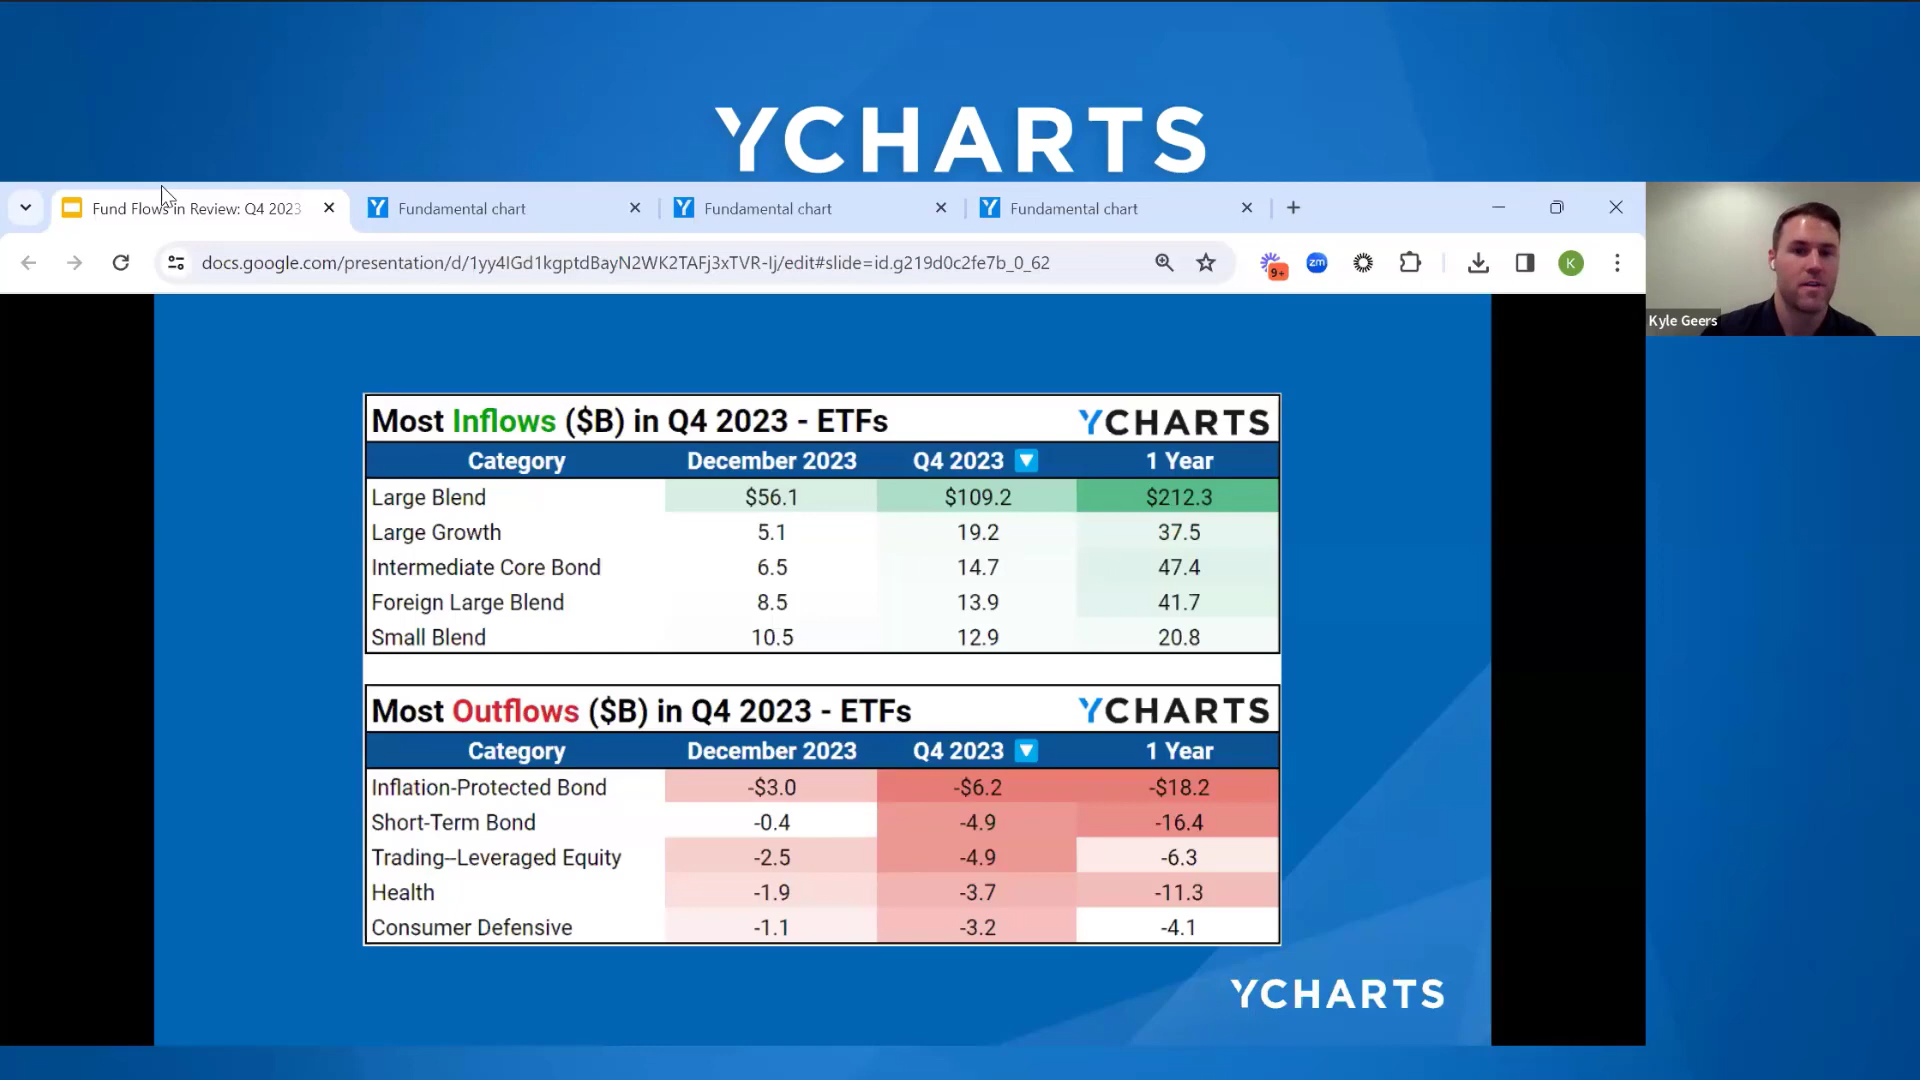 YCHARTS
Fund Flows in Review: Q4 2023
Fundamental chart
Fundamental chart
Fundamental chart
docs.google.com/presentation/d/1yy4IGd1kgptdBayN2WK2TAFj3xTVR-Ij/edit#slide=id.g219d0c2fe7b_0_62
9+
zm
K
Kyle Geers
Most Inflows ($B) in Q4 2023 - ETFs YCHARTS
Category December 2023 Q4 2023 1 Year
Large Blend $56.1 $109.2 $212.3
Large Growth 5.1 19.2 37.5
Intermediate Core Bond 6.5 14.7 47.4
Foreign Large Blend 8.5 13.9 41.7
Small Blend 10.5 12.9 20.8
Most Outflows ($B) in Q4 2023 - ETFs YCHARTS
Category December 2023 Q4 2023 1 Year
Inflation-Protected Bond -$3.0 -$6.2 -$18.2
Short-Term Bond -0.4 -4.9 -16.4
Trading--Leveraged Equity -2.5 -4.9 -6.3
Health -1.9 -3.7 -11.3
Consumer Defensive -1.1 -3.2 -4.1
YCHARTS